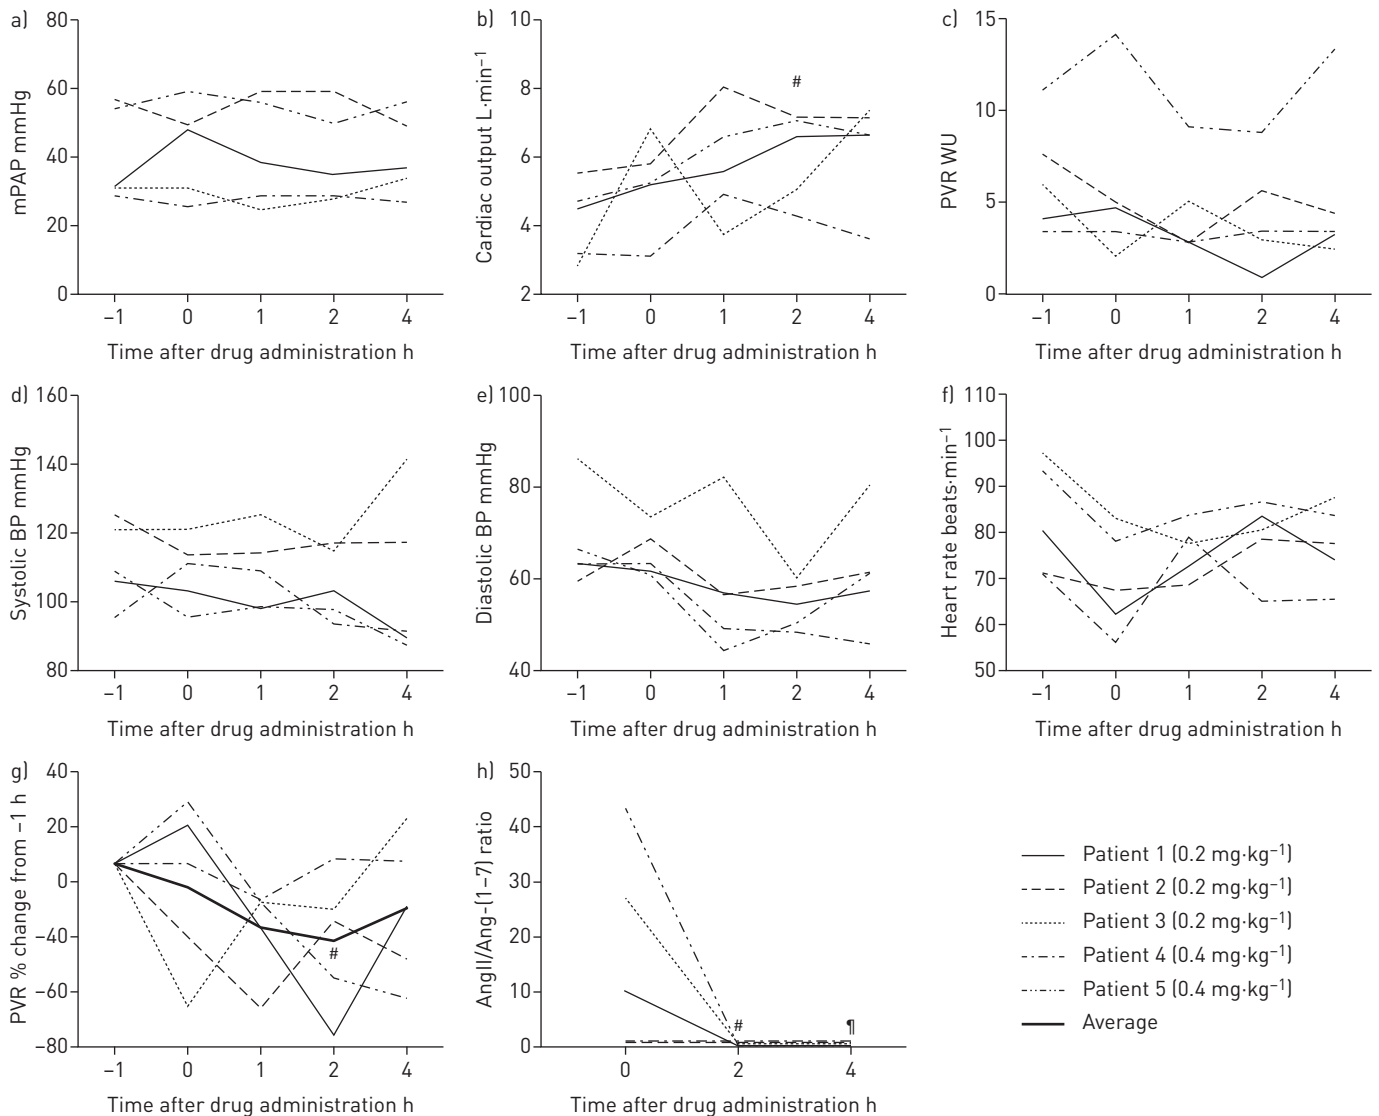 a)
mPAP mmHg
80
60
40
20
0
–1 0 1 2 4
Time after drug administration h
b)
Cardiac output L·min⁻¹
10
8
6
4
2
#
–1 0 1 2 4
Time after drug administration h
c)
PVR WU
15
10
5
0
–1 0 1 2 4
Time after drug administration h
d)
Systolic BP mmHg
160
140
120
100
80
–1 0 1 2 4
Time after drug administration h
e)
Diastolic BP mmHg
100
80
60
40
–1 0 1 2 4
Time after drug administration h
f)
Heart rate beats·min⁻¹
110
100
90
80
70
60
50
–1 0 1 2 4
Time after drug administration h
g)
PVR % change from –1 h
40
20
0
–40
–60
–80
#
–1 0 1 2 4
Time after drug administration h
h)
AngII/Ang-(1–7) ratio
50
40
30
20
10
0
# ¶
0 2 4
Time after drug administration h
Patient 1 (0.2 mg·kg⁻¹)
Patient 2 (0.2 mg·kg⁻¹)
Patient 3 (0.2 mg·kg⁻¹)
Patient 4 (0.4 mg·kg⁻¹)
Patient 5 (0.4 mg·kg⁻¹)
Average